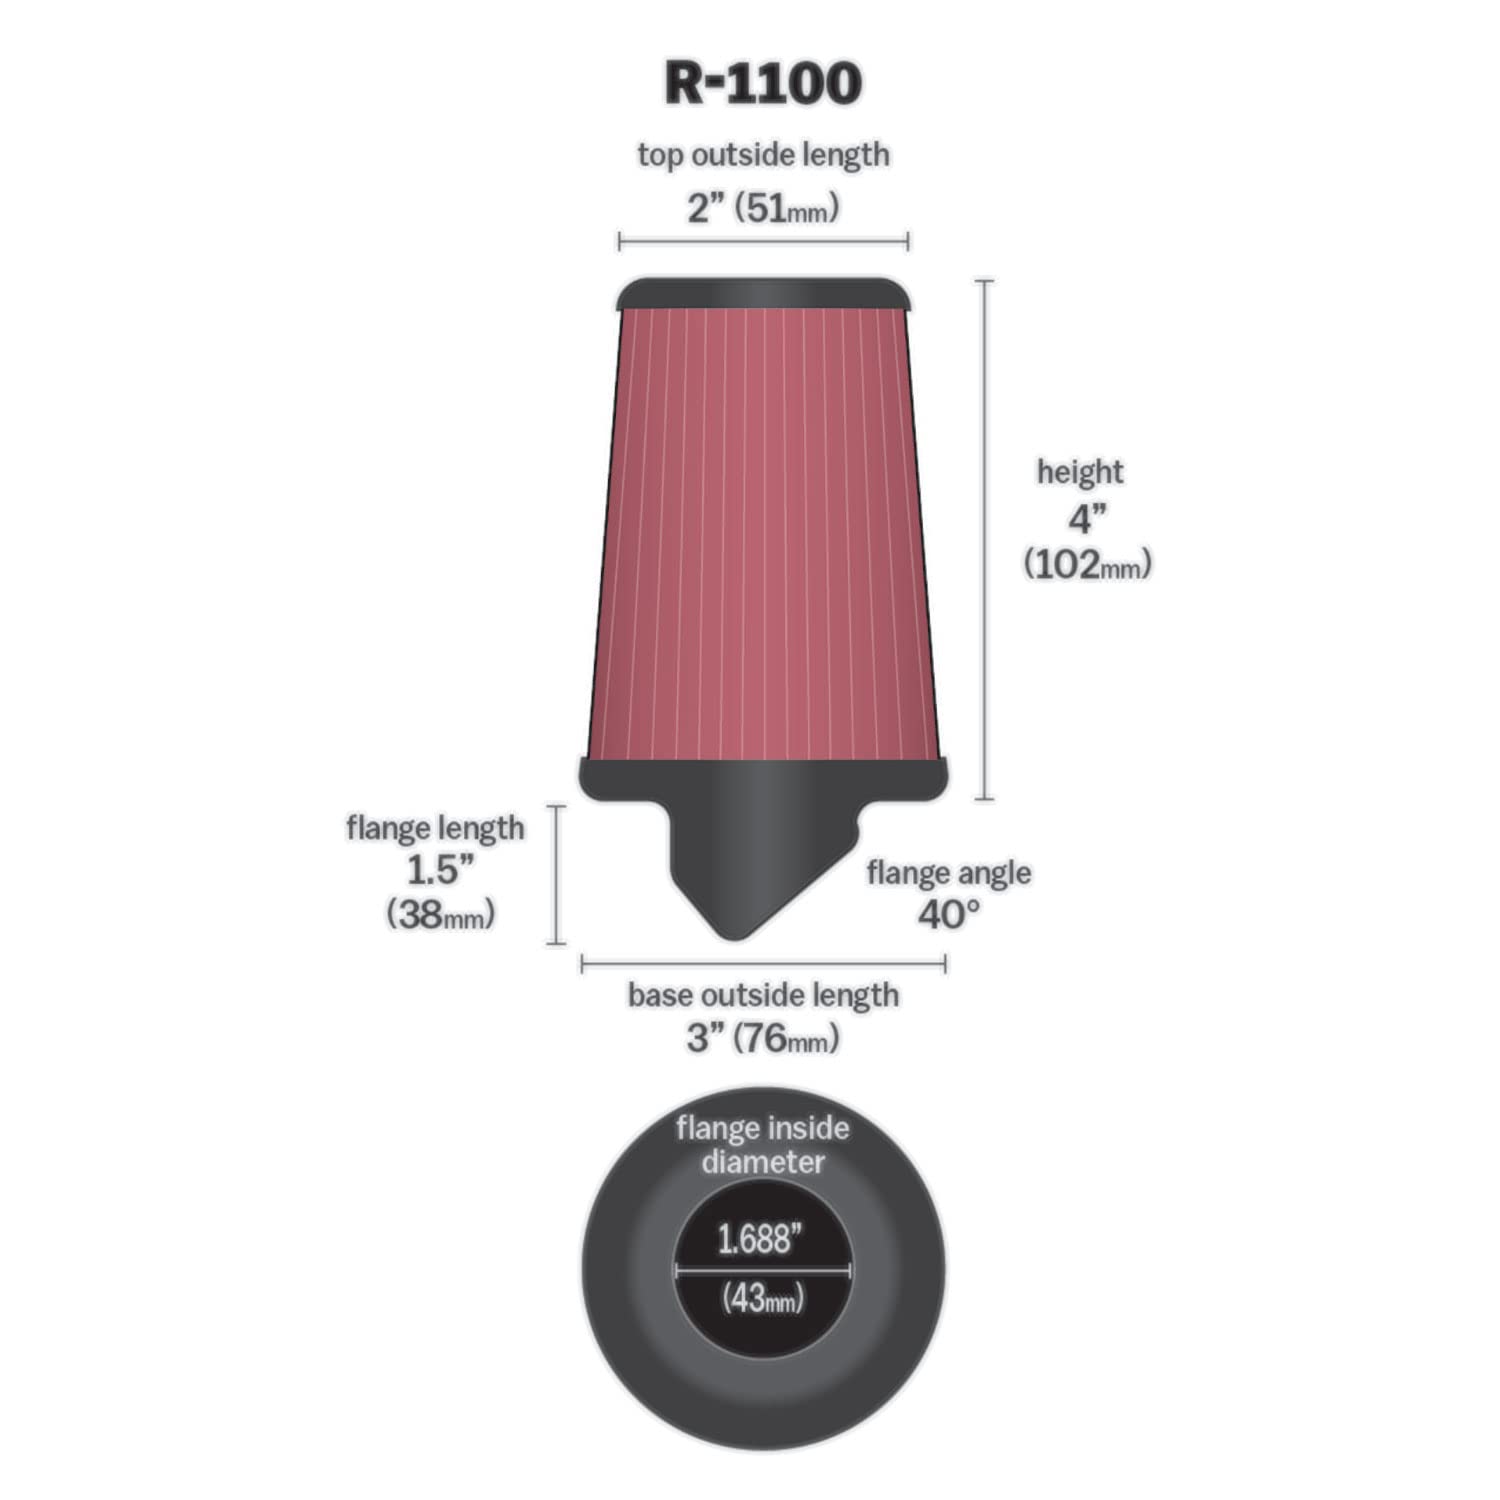 R-1100
top outside length
2” (51mm)
height
4”
(102mm)
flange length
1.5”
(38mm)
flange angle
40°
base outside length
3” (76mm)
flange inside
diameter
1.688”
(43mm)